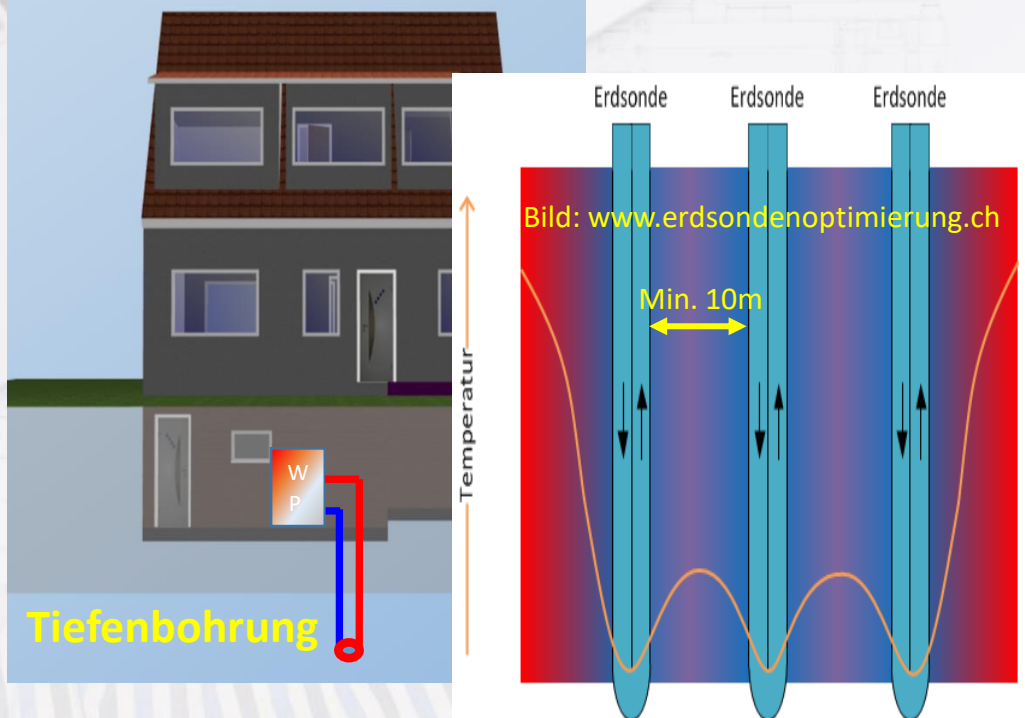 Erdsonde Erdsonde Erdsonde
Bild: www.erdsondenoptimierung.ch
Min. 10m
Temperatur
W
P
Tiefenbohrung